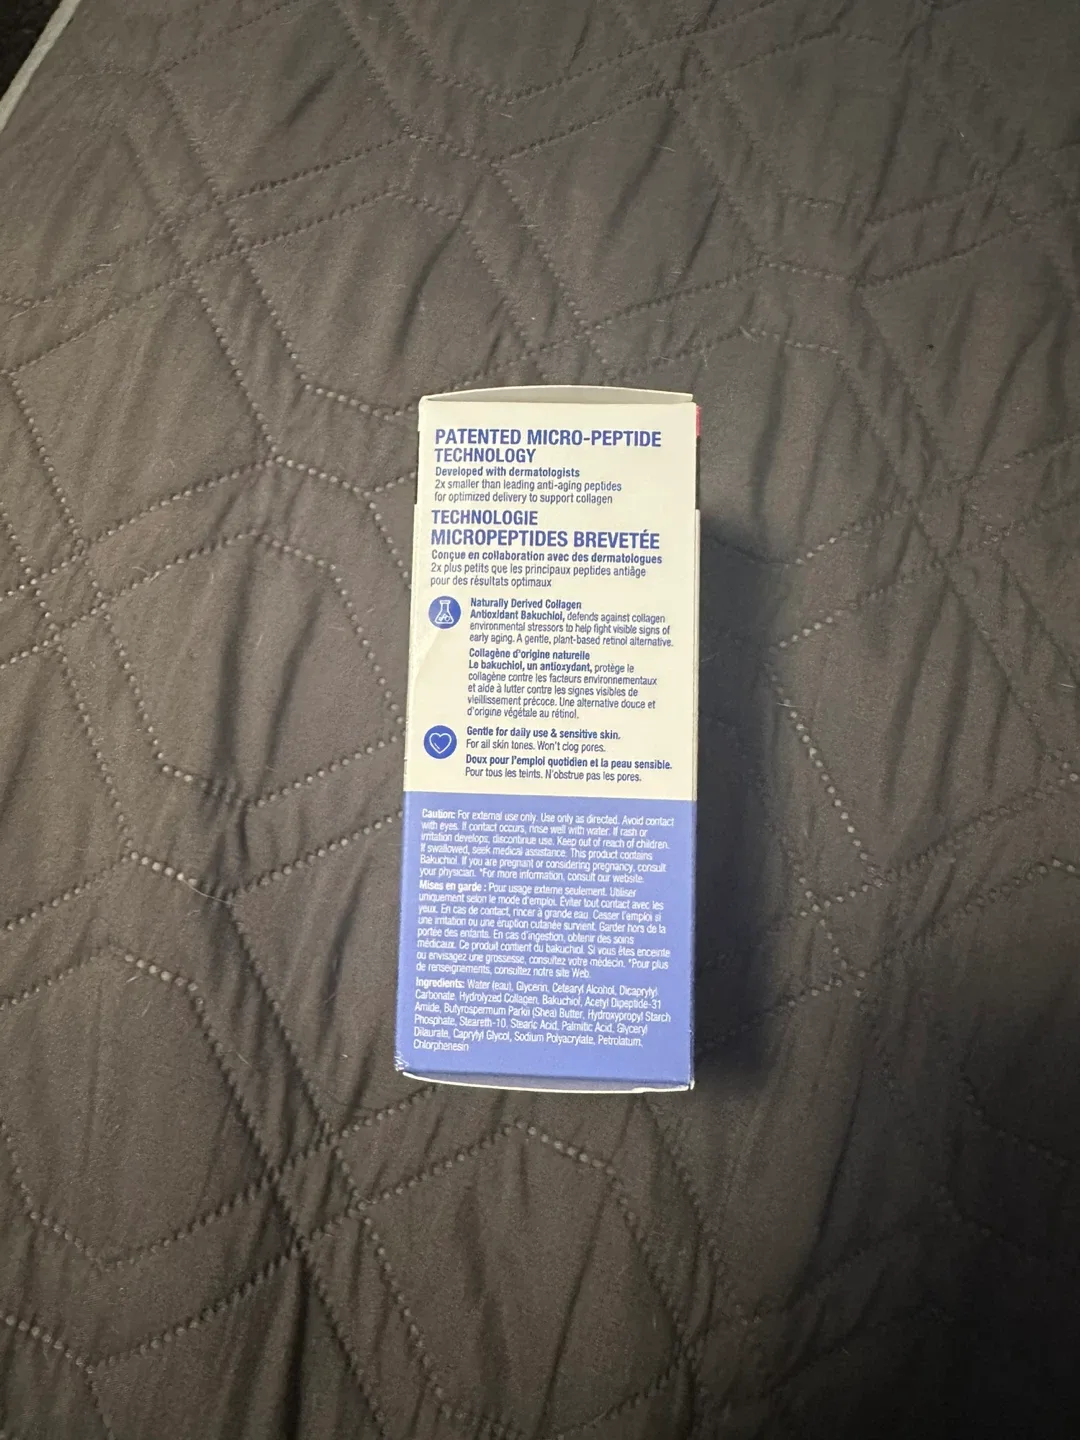 PATENTED MICRO-PEPTIDE
TECHNOLOGY
Developed with dermatologists
2x smaller than leading anti-aging peptides
for optimized delivery to support collagen
TECHNOLOGIE
MICROPEPTIDES BREVETÉE
Conçue en collaboration avec des dermatologues
2x plus petits que les principaux peptides antiâge
pour des résultats optimaux
Naturally Derived Collagen
Antioxidant Bakuchiol, defends against collagen
environmental stressors to help fight visible signs of
early aging. A gentle, plant-based retinol alternative.
Collagène d'origine naturelle
Le bakuchiol, un antioxydant, protège le
collagène contre les facteurs environnementaux
et aide à lutter contre les signes visibles de
vieillissement précoce. Une alternative douce et
d'origine végétale au rétinol.
Gentle for daily use & sensitive skin.
For all skin tones. Won't clog pores.
Doux pour l'emploi quotidien et la peau sensible.
Pour tous les teints. N'obstrue pas les pores.
Caution: For external use only. Use only as directed. Avoid contact
with eyes. If contact occurs, rinse well with water. If rash or
irritation develops, discontinue use. Keep out of reach of children.
If swallowed, seek medical assistance. This product contains
Bakuchiol. If you are pregnant or considering pregnancy, consult
your physician. *For more information, consult our website.
Mises en garde : Pour usage externe seulement. Utiliser
uniquement selon le mode d'emploi. Éviter tout contact avec les
yeux. En cas de contact, rincer à grande eau. Cesser l'emploi si
une irritation ou une éruption cutanée survient. Garder hors de la
portée des enfants. En cas d'ingestion, obtenir des soins
médicaux. Ce produit contient du bakuchiol. Si vous êtes enceinte
ou envisagez une grossesse, consultez votre médecin. *Pour plus
de renseignements, consultez notre site Web.
Ingredients: Water (eau), Glycerin, Cetearyl Alcohol, Dicaprylyl
Carbonate, Hydrolyzed Collagen, Bakuchiol, Acetyl Dipeptide-31
Amide, Butyrospermum Parkii (Shea) Butter, Hydroxypropyl Starch
Phosphate, Steareth-10, Stearic Acid, Palmitic Acid, Glyceryl
Dilaurate, Caprylyl Glycol, Sodium Polyacrylate, Petrolatum,
Chlorphenesin